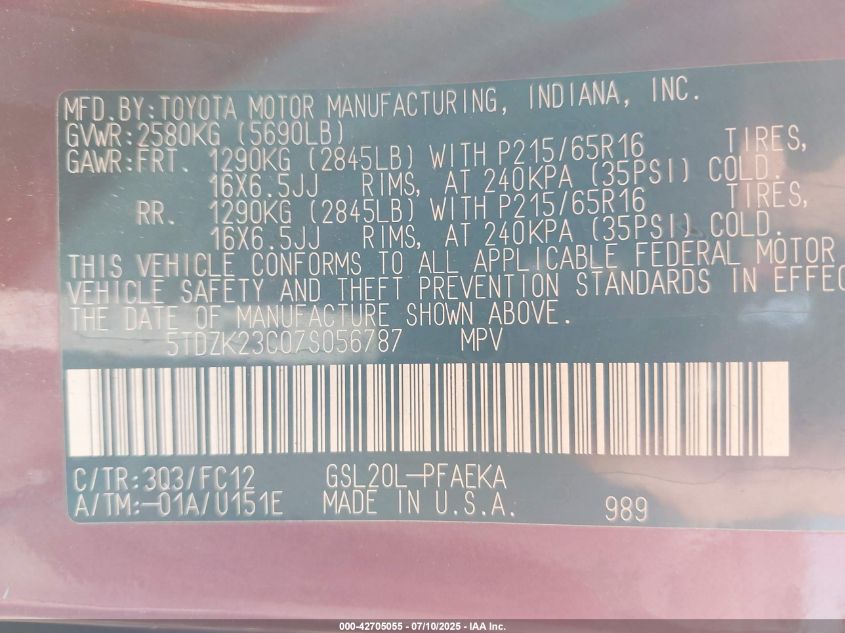 MFD.BY:TOYOTA MOTOR MANUFACTURING, INDIANA, INC.
GVWR:2580KG (5690LB)
GAWR:FRT. 1290KG (2845LB) WITH P215/65R16 TIRES,
16X6.5JJ RIMS, AT 240KPA (35PSI) COLD.
RR. 1290KG (2845LB) WITH P215/65R16 TIRES,
16X6.5JJ RIMS, AT 240KPA (35PSI) COLD.
THIS VEHICLE CONFORMS TO ALL APPLICABLE FEDERAL MOTOR
VEHICLE SAFETY AND THEFT PREVENTION STANDARDS IN EFFEC
THE DATE OF MANUFACTURE SHOWN ABOVE.
5TDZK23C07S056787 MPV
C/TR:3Q3/FC12 GSL20L-PFAEKA
A/TM:-01A/U151E MADE IN U.S.A. 989
000-42705055 - 07/10/2025 - IAA Inc.